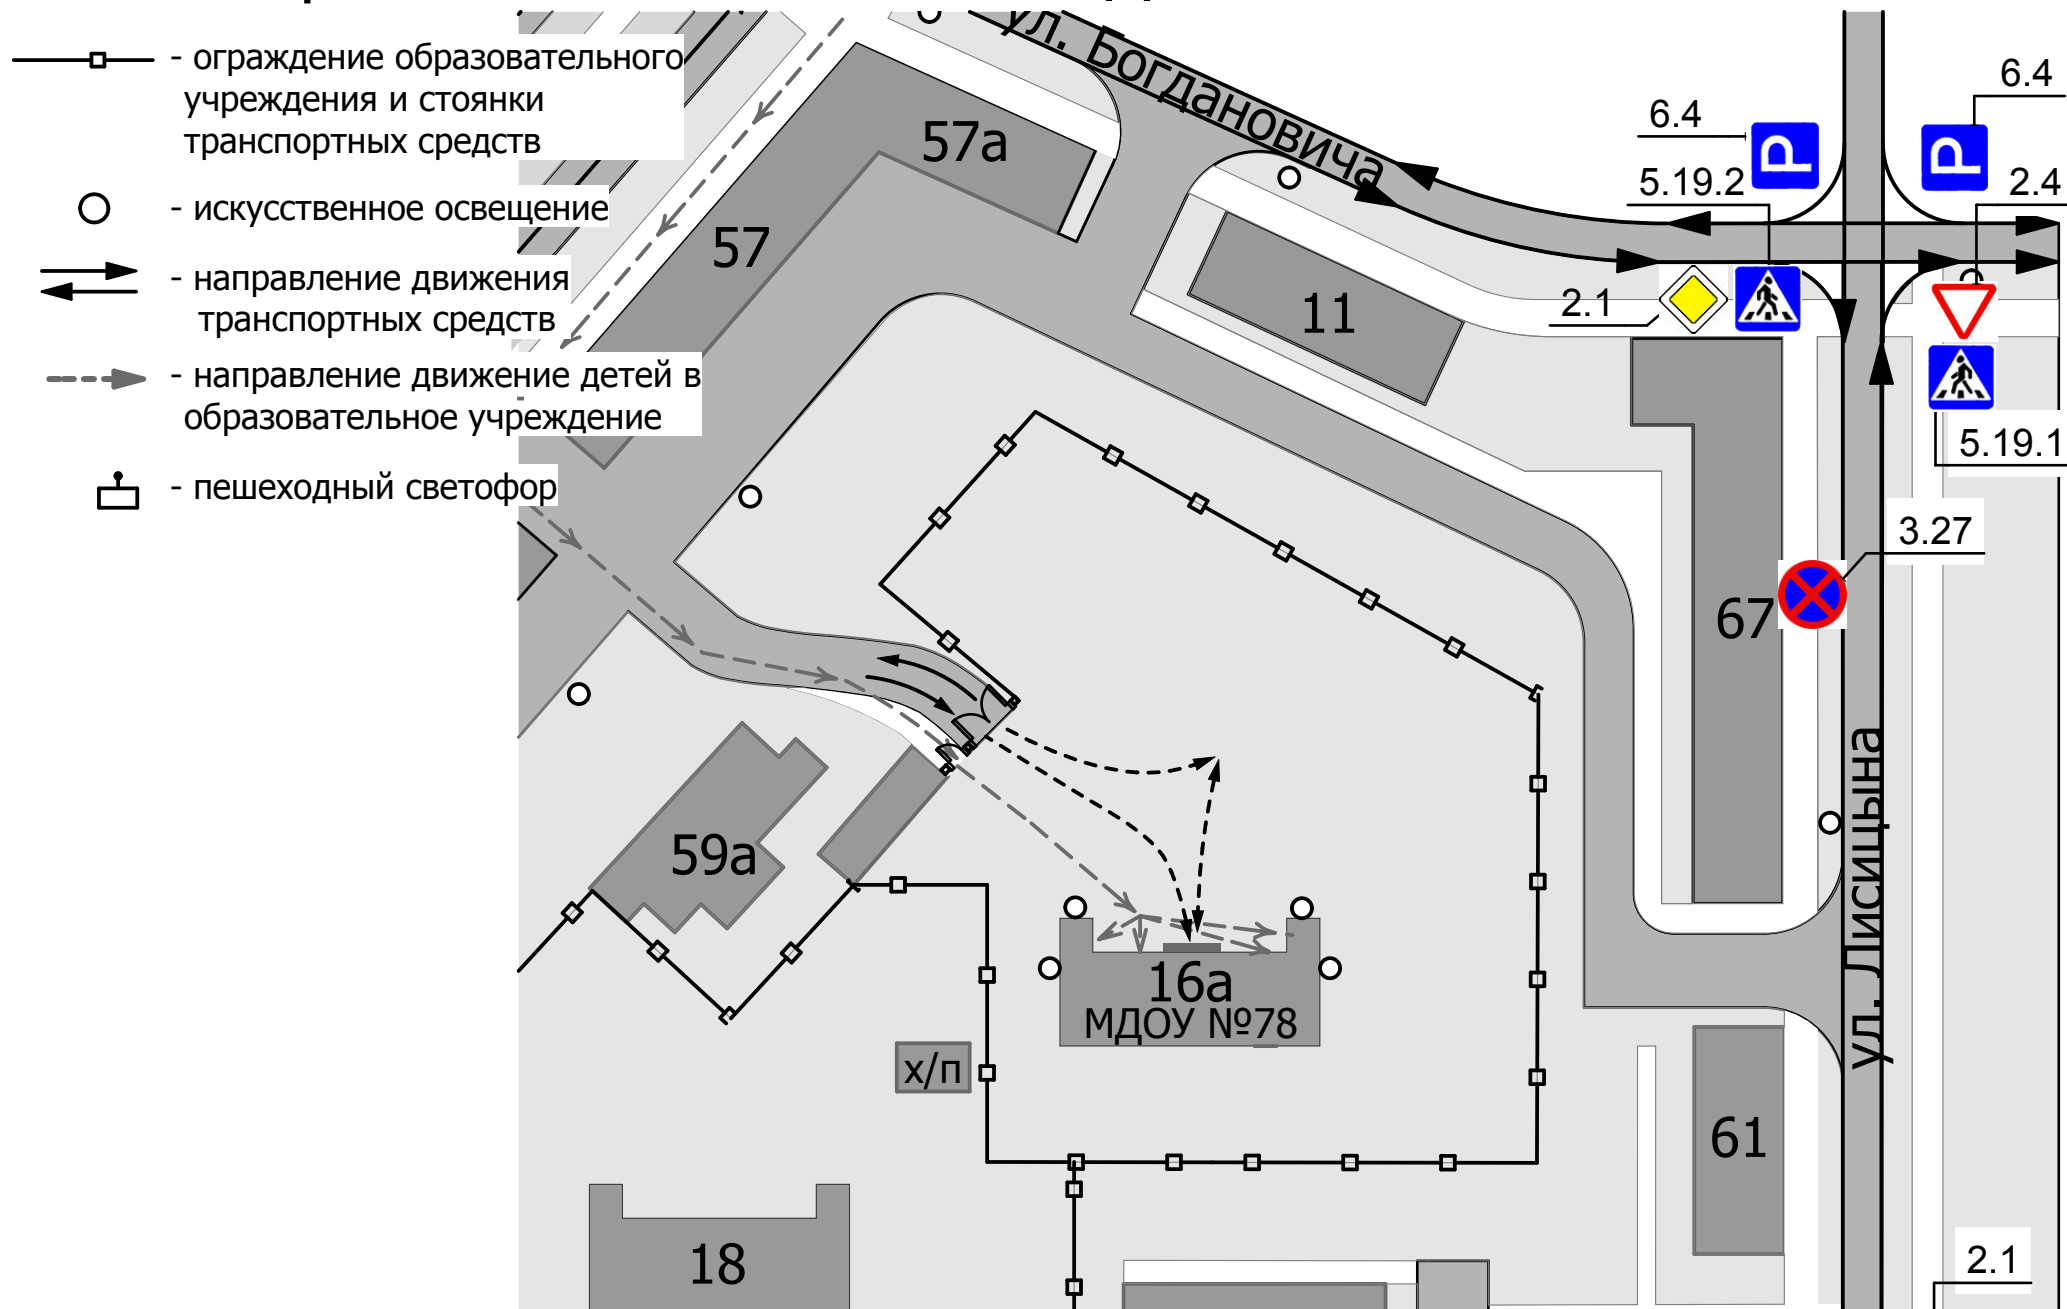 - ограждение образовательного
учреждения и стоянки
транспортных средств
- искусственное освещение
- направление движения
транспортных средств
- направление движение детей в
образовательное учреждение
- пешеходный светофор
ул. Богдановича
57а
57
11
6.4
P
6.4
P
5.19.2
2.4
2.1
5.19.1
3.27
67
ул. Лисицына
59а
16а
МДОУ №78
х/п
61
18
2.1